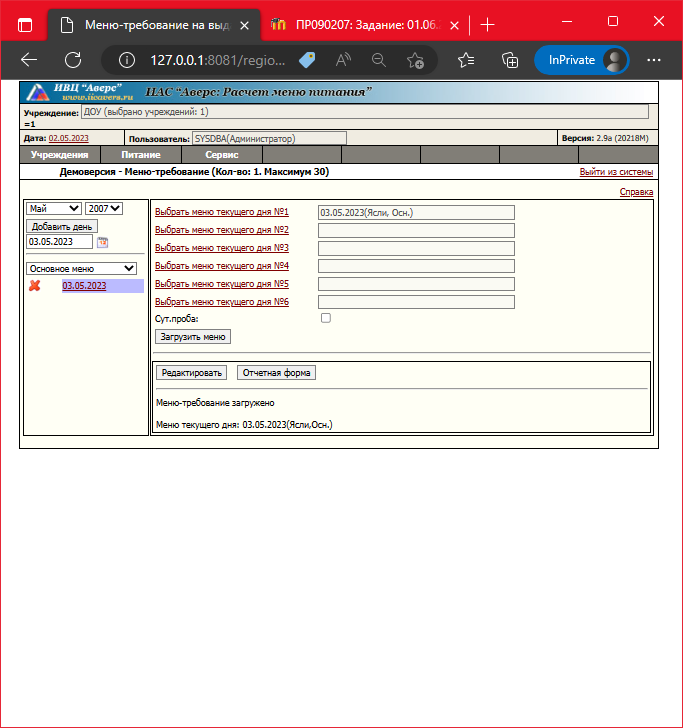 Меню-требование на выд
ПР090207: Задание: 01.06.
127.0.0.1:8081/regio...
InPrivate
ИВЦ "Аверс"
www.iicavers.ru
ИАС "Аверс: Расчет меню питания"
Учреждение: ДОУ (выбрано учреждений: 1)
=1
Дата: 02.05.2023 Пользователь: SYSDBA(Администратор) Версия: 2.9a (20218M)
Учреждения Питание Сервис
Демоверсия - Меню-требование (Кол-во: 1. Максимум 30) Выйти из системы
Справка
Май 2007
Добавить день
03.05.2023
Основное меню
03.05.2023
Выбрать меню текущего дня №1 03.05.2023(Ясли, Осн.)
Выбрать меню текущего дня №2
Выбрать меню текущего дня №3
Выбрать меню текущего дня №4
Выбрать меню текущего дня №5
Выбрать меню текущего дня №6
Сут.проба:
Загрузить меню
Редактировать Отчетная форма
Меню-требование загружено
Меню текущего дня: 03.05.2023(Ясли,Осн.)